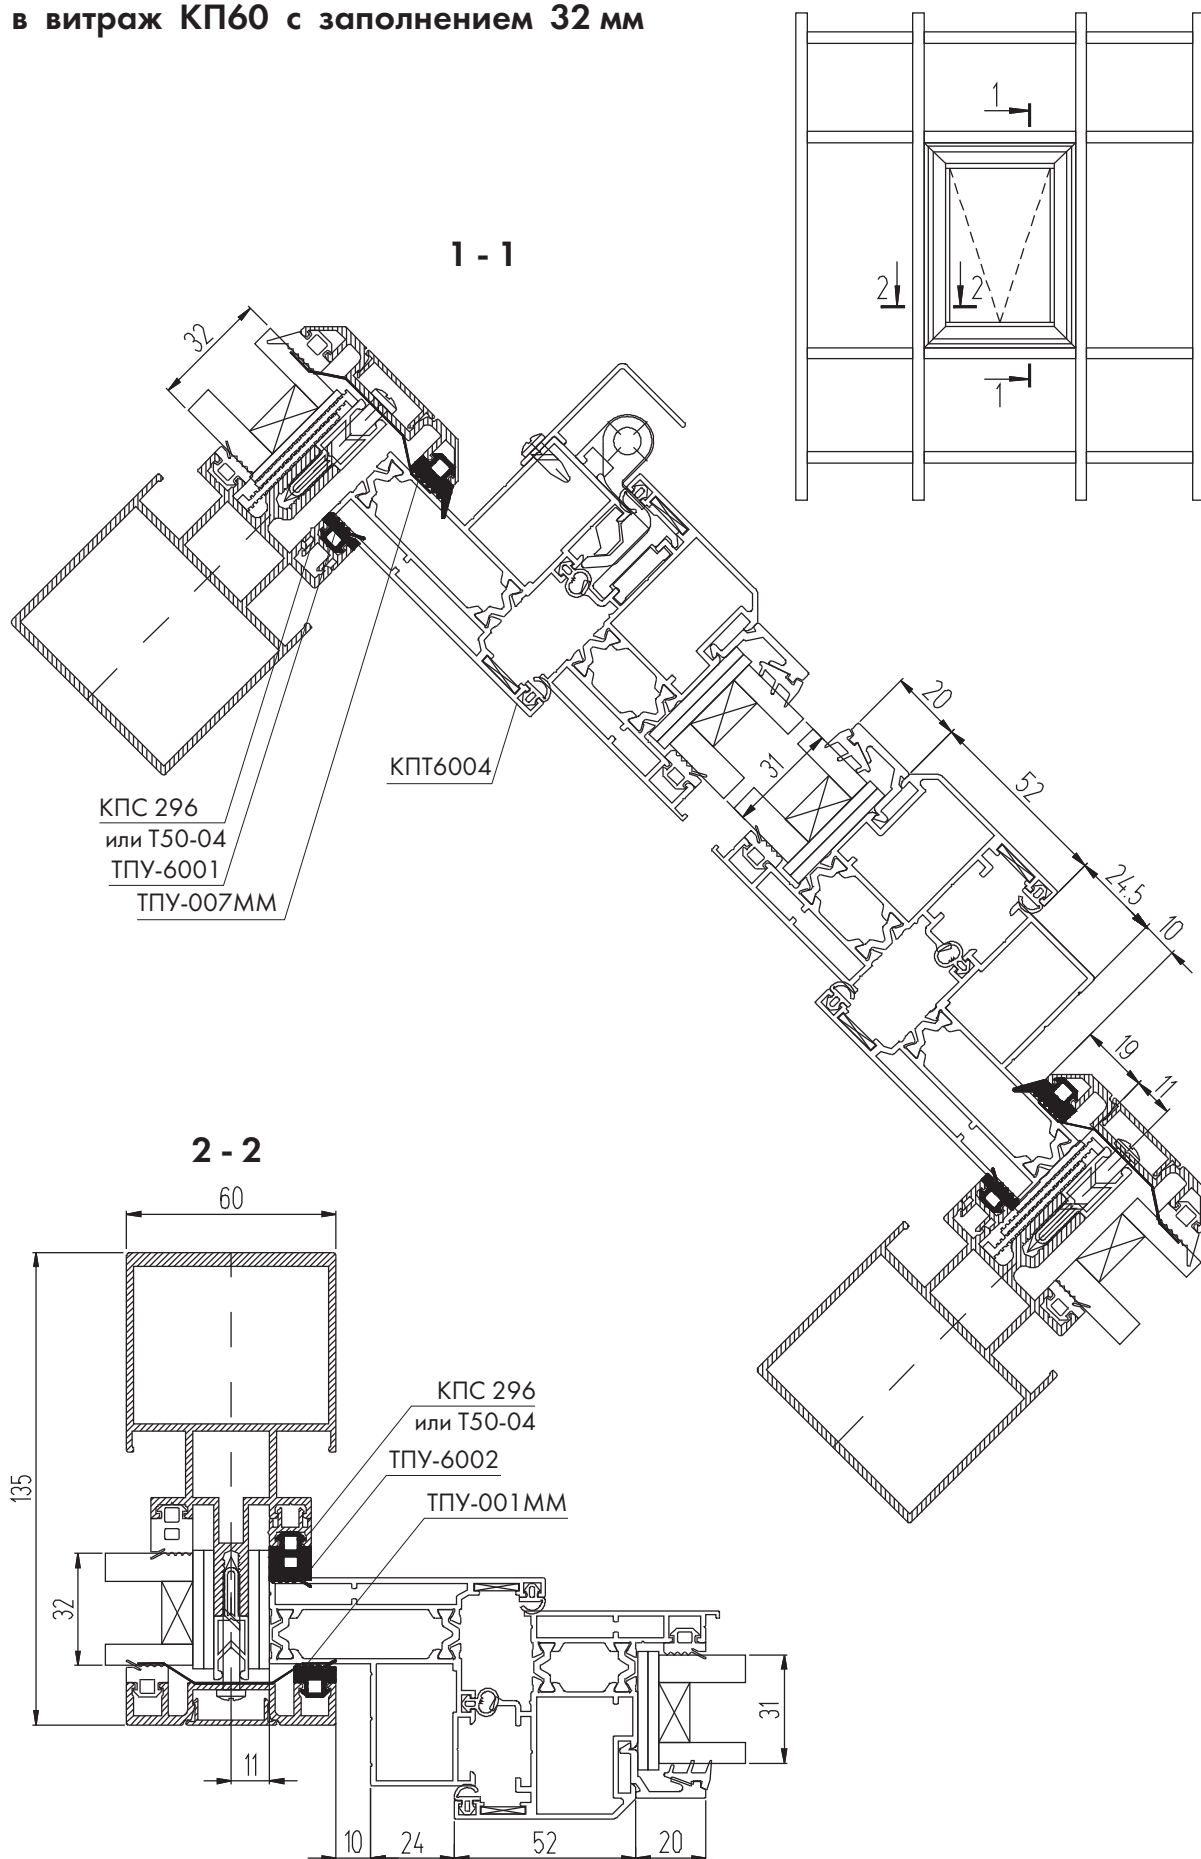 в витраж КП60 с заполнением 32 мм
1
2
2
1
1 - 1
32
КПТ6004
КПС 296
или Т50-04
ТПУ-6001
ТПУ-007ММ
20
31
52
24.5
10
19
11
2 - 2
60
135
32
КПС 296
или Т50-04
ТПУ-6002
ТПУ-001ММ
31
11
10
24
52
20